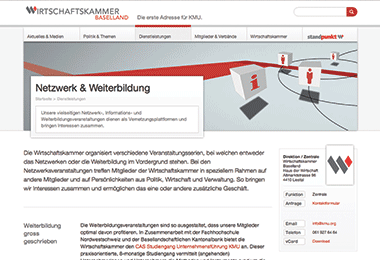 WIRTSCHAFTSKAMMER
BASELLAND
Die erste Adresse für KMU.
Aktuelles & Medien
Politik & Themen
Dienstleistungen
Mitglieder & Verbände
Wirtschaftskammer
standpunkt
Netzwerk & Weiterbildung
Startseite > Dienstleistungen
Unsere vielseitigen Netzwerk-, Informations- und
Weiterbildungsveranstaltungen dienen als Vernetzungsplattformen und
bringen Interessen zusammen.
Die Wirtschaftskammer organisiert verschiedene Veranstaltungsserien, bei welchen entweder
das Netzwerken oder die Weiterbildung im Vordergrund stehen. Bei den
Netzwerkveranstaltungen treffen Mitglieder der Wirtschaftskammer in speziellem Rahmen auf
andere Mitglieder und auf Persönlichkeiten aus Politik, Wirtschaft und Verwaltung. So bringen
wir Interessen zusammen und ermöglichen das eine oder andere zusätzliche Geschäft.
Weiterbildung
gross
geschrieben
Die Weiterbildungsveranstaltungen sind so ausgestaltet, dass unsere Mitglieder
optimal davon profitieren. In Zusammenarbeit mit der Fachhochschule
Nordwestschweiz und der Basellandschaftlichen Kantonalbank bietet die
Wirtschaftskammer den CAS Studiengang Unternehmensführung KMU an. Dieser
praxisorientierte, 6-monatige Studiengang vermittelt (angehenden)
Direktion / Zentrale
Wirtschaftskammer
Baselland
Haus der Wirtschaft
Altmarktstrasse 96
4410 Liestal
Funktion
Zentrale
Anfrage
Kontaktformular
Email
info@kmu.org
Telefon
061 927 64 64
vCard
Download